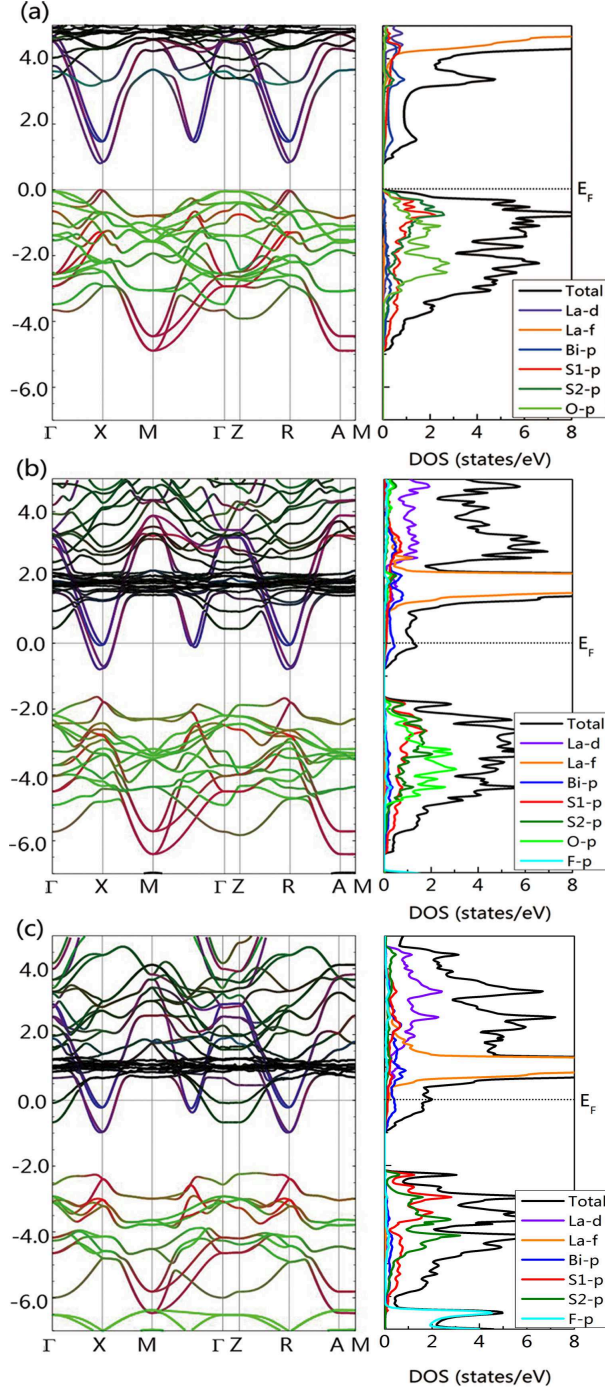 (a)
4.0
2.0
0.0
-2.0
-4.0
-6.0
Γ X M Γ Z R A M
E_F
Total
La-d
La-f
Bi-p
S1-p
S2-p
O-p
0 2 4 6 8
DOS (states/eV)
(b)
4.0
2.0
0.0
-2.0
-4.0
-6.0
Γ X M Γ Z R A M
E_F
Total
La-d
La-f
Bi-p
S1-p
S2-p
O-p
F-p
0 2 4 6 8
DOS (states/eV)
(c)
4.0
2.0
0.0
-2.0
-4.0
-6.0
Γ X M Γ Z R A M
E_F
Total
La-d
La-f
Bi-p
S1-p
S2-p
F-p
0 2 4 6 8
DOS (states/eV)